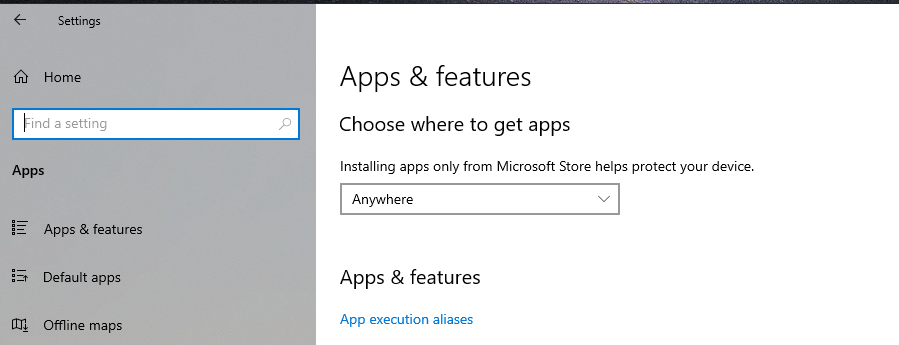 Settings
Home
Find a setting
Apps
Apps & features
Default apps
Offline maps
Apps & features
Choose where to get apps
Installing apps only from Microsoft Store helps protect your device.
Anywhere
Apps & features
App execution aliases